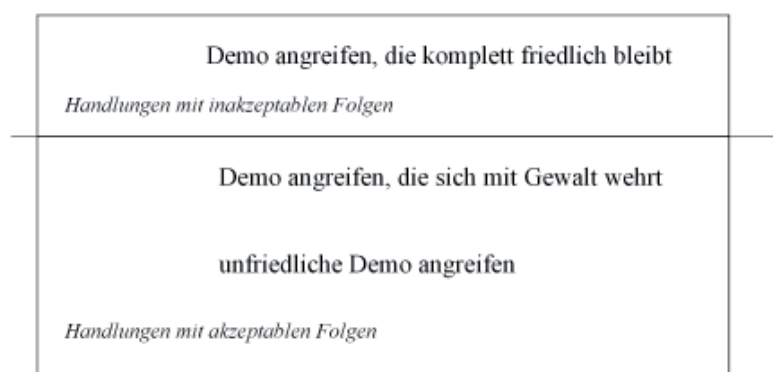 Demo angreifen, die komplett friedlich bleibt
Handlungen mit inakzeptablen Folgen
Demo angreifen, die sich mit Gewalt wehrt
unfriedliche Demo angreifen
Handlungen mit akzeptablen Folgen